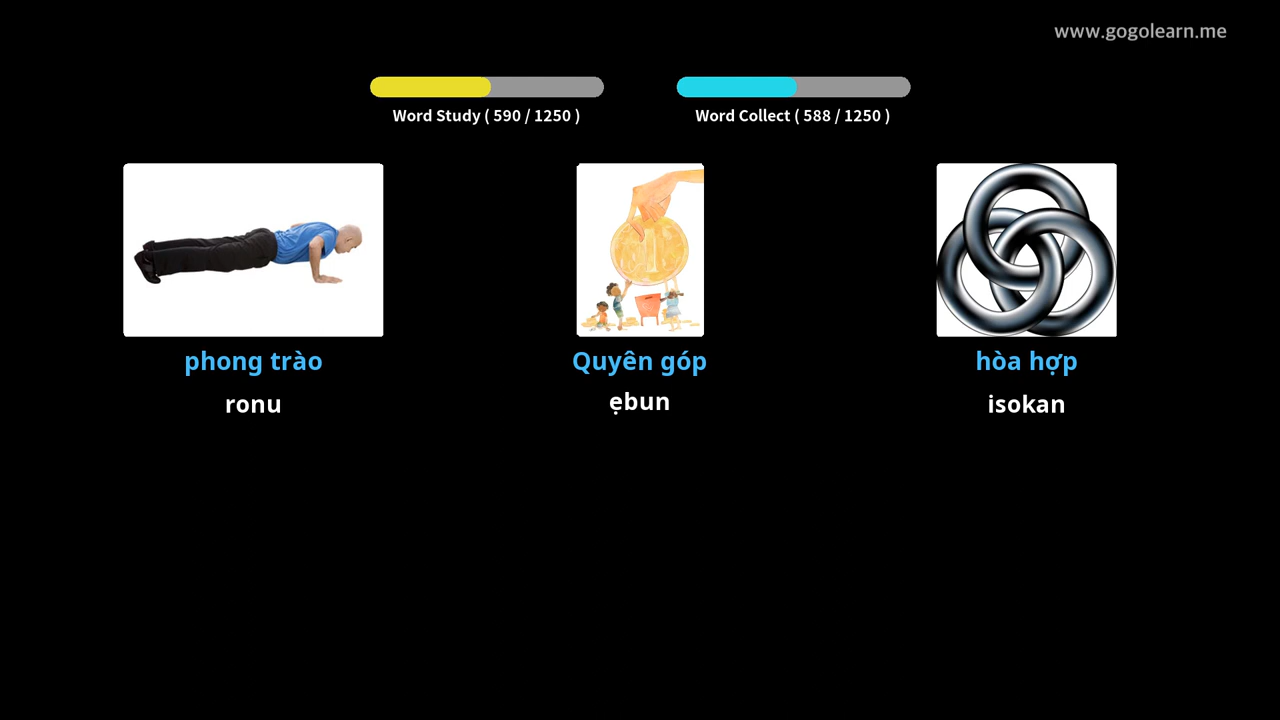 www.gogolearn.me
Word Study ( 590 / 1250 )
Word Collect ( 588 / 1250 )
phong trào
ronu
Quyên góp
ẹbun
hòa hợp
isokan